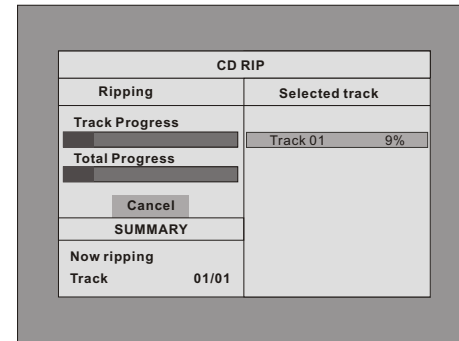 CD RIP
Ripping
Selected track
Track Progress
Track 01 9%
Total Progress
Cancel
SUMMARY
Now ripping
Track 01/01